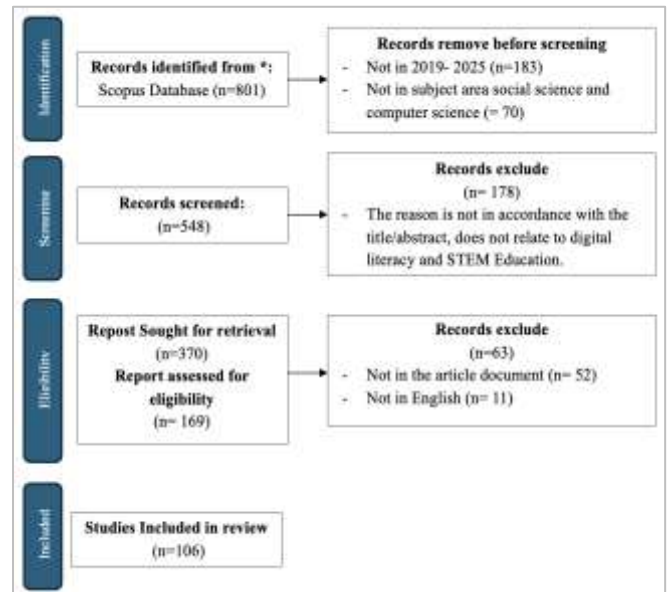 Identification
Records identified from *:
Scopus Database (n=801)
Records remove before screening
- Not in 2019- 2025 (n=183)
- Not in subject area social science and
computer science (= 70)
Screening
Records screened:
(n=548)
Records exclude
(n= 178)
- The reason is not in accordance with the
title/abstract, does not relate to digital
literacy and STEM Education.
Eligibility
Repost Sought for retrieval
(n=370)
Report assessed for
eligibility
(n= 169)
Records exclude
(n=63)
- Not in the article document (n= 52)
- Not in English (n= 11)
Included
Studies Included in review
(n=106)